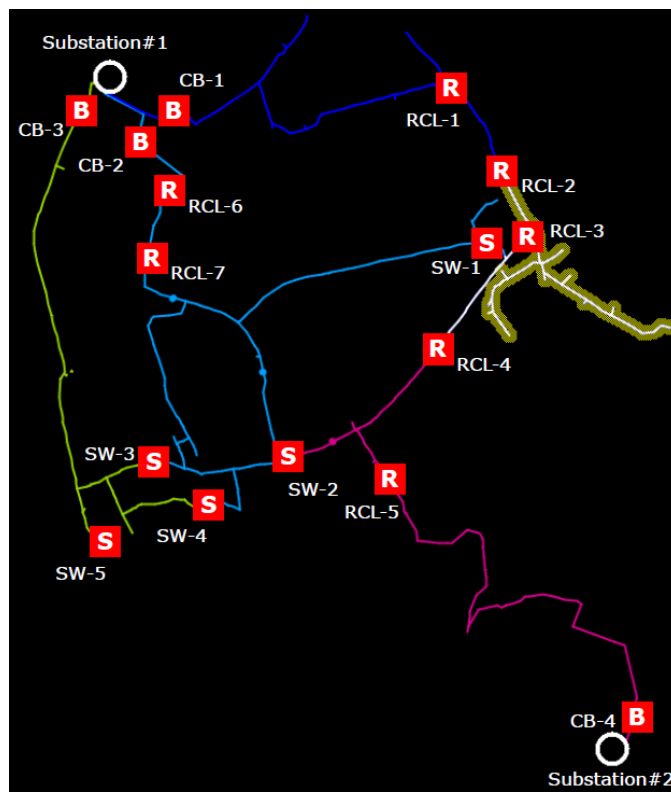 Substation#1
CB-1
B
B
R
CB-3
B
RCL-1
CB-2
R
R
RCL-2
RCL-6
R
RCL-3
S
R
SW-1
RCL-7
R
RCL-4
SW-3
S
S
SW-2
R
S
RCL-5
SW-4
S
SW-5
B
CB-4
Substation#2